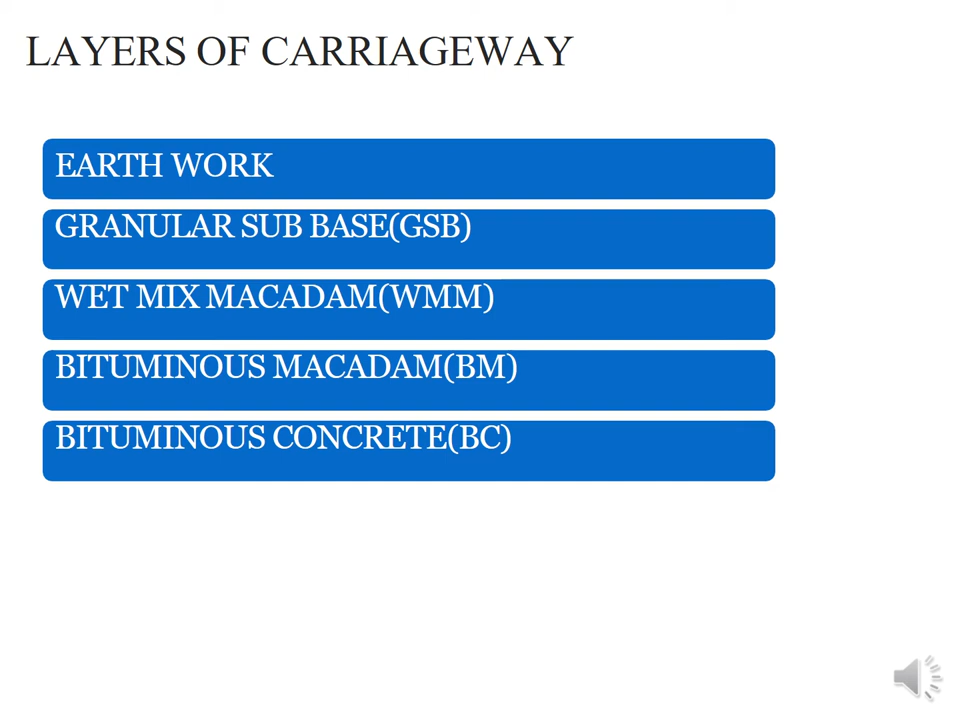 LAYERS OF CARRIAGEWAY
EARTH WORK
GRANULAR SUB BASE(GSB)
WET MIX MACADAM(WMM)
BITUMINOUS MACADAM(BM)
BITUMINOUS CONCRETE(BC)